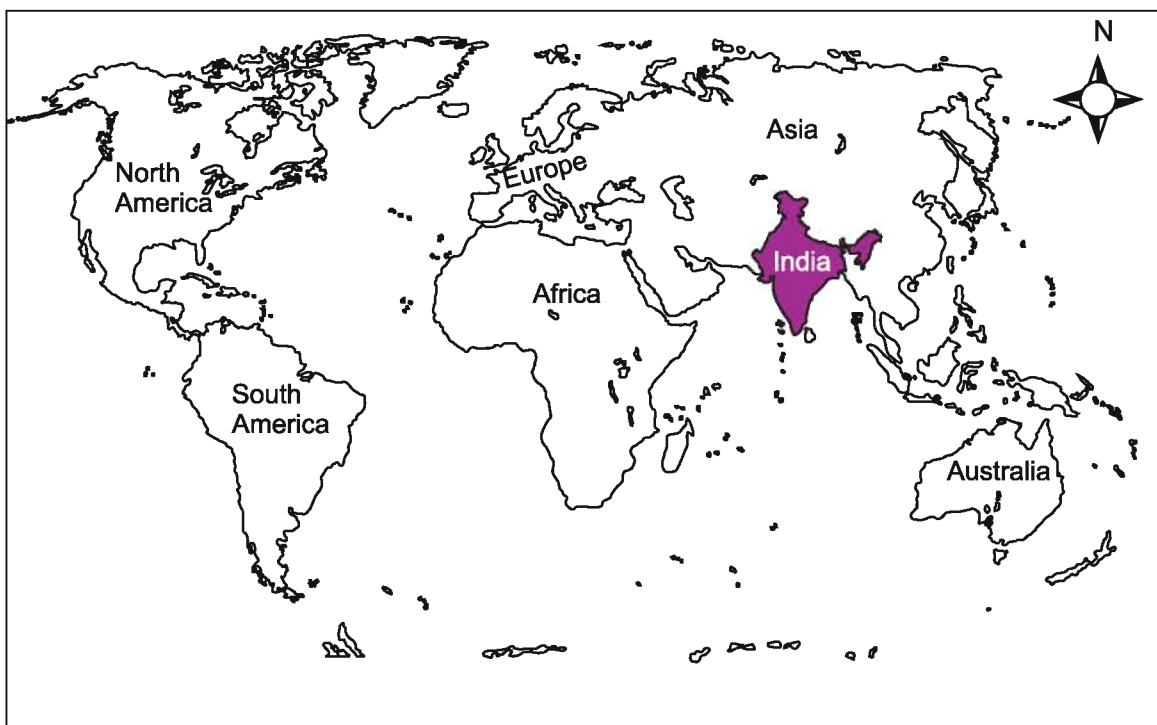 N
Asia
Europe
North
America
India
Africa
South
America
Australia